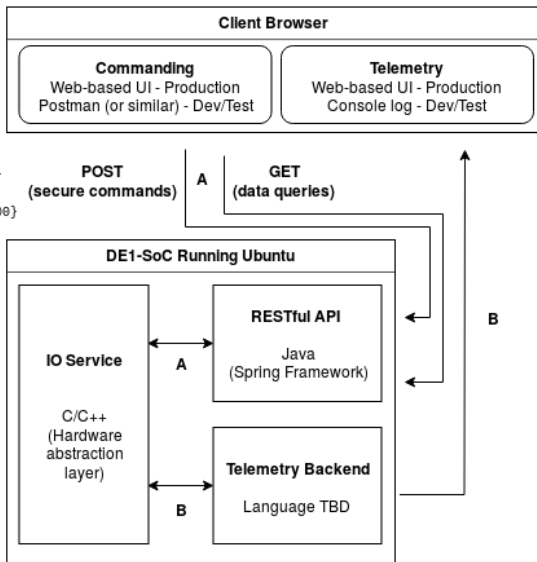 Client Browser
Commanding
Web-based UI - Production
Postman (or similar) - Dev/Test
Telemetry
Web-based UI - Production
Console log - Dev/Test
POST
(secure commands)
A
GET
(data queries)
00}
DE1-SoC Running Ubuntu
IO Service
C/C++
(Hardware
abstraction
layer)
A
B
RESTful API
Java
(Spring Framework)
Telemetry Backend
Language TBD
B